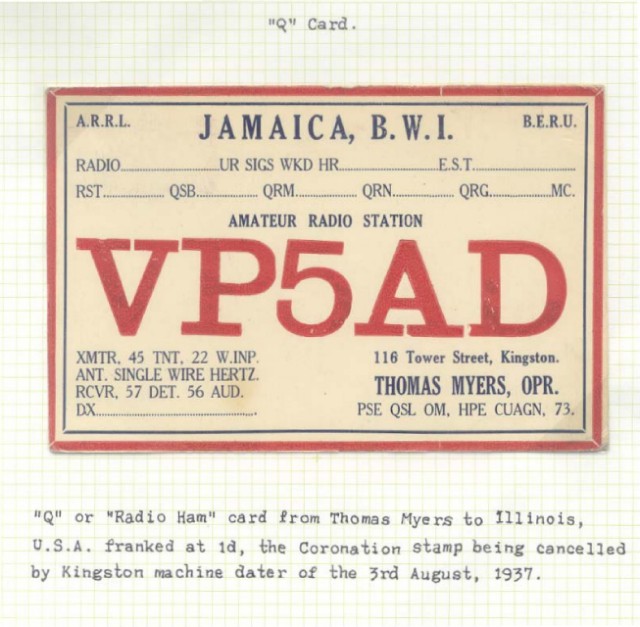 "Q" Card.
A.R.R.L. JAMAICA, B.W.I. B.E.R.U.
RADIO............................UR SIGS WKD HR............................E.S.T............................
RST................ QSB................ QRM................ QRN................ QRG................MC.
AMATEUR RADIO STATION
VP5AD
XMTR, 45 TNT, 22 W.INP.
ANT. SINGLE WIRE HERTZ.
RCVR, 57 DET. 56 AUD.
DX............................................
116 Tower Street, Kingston.
THOMAS MYERS, OPR.
PSE QSL OM, HPE CUAGN, 73.
"Q" or "Radio Ham" card from Thomas Myers to Illinois,
U.S.A. franked at 1d, the Coronation stamp being cancelled
by Kingston machine dater of the 3rd August, 1937.